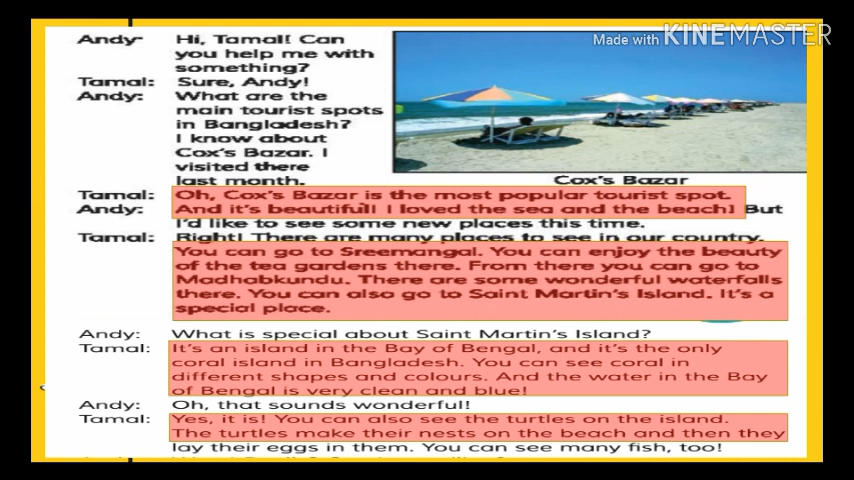 Made with KINEMASTER
Andy: Hi, Tamal! Can
you help me with
something?
Tamal: Sure, Andy!
Andy: What are the
main tourist spots
in Bangladesh?
I know about
Cox's Bazar. I
visited there
last month.
Cox's Bazar
Tamal: Oh, Cox's Bazar is the most popular tourist spot.
Andy: And it's beautiful! I loved the sea and the beach! But
I'd like to see some new places this time.
Tamal: Right! There are many places to see in our country.
You can go to Sreemangal. You can enjoy the beauty
of the tea gardens there. From there you can go to
Madhabkundu. There are some wonderful waterfalls
there. You can also go to Saint Martin's Island. It's a
special place.
Andy: What is special about Saint Martin's Island?
Tamal: It's an island in the Bay of Bengal, and it's the only
coral island in Bangladesh. You can see coral in
different shapes and colours. And the water in the Bay
of Bengal is very clean and blue!
Andy: Oh, that sounds wonderful!
Tamal: Yes, it is! You can also see the turtles on the island.
The turtles make their nests on the beach and then they
lay their eggs in them. You can see many fish, too!